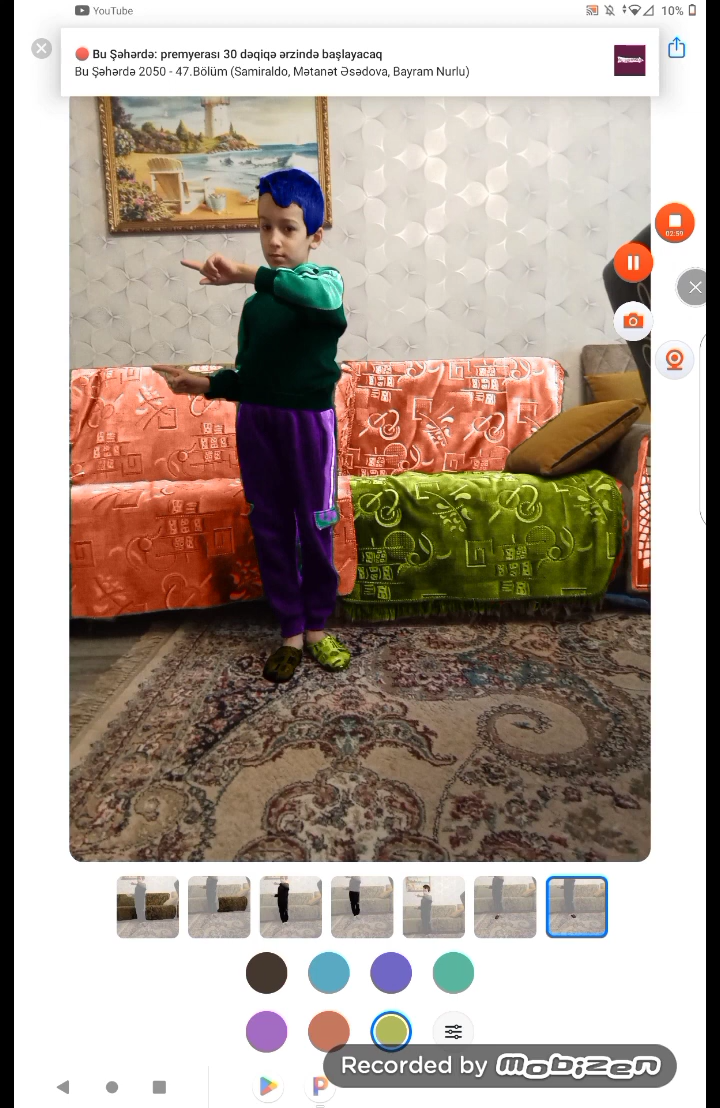 YouTube
10%
Bu Şəhərdə: premyerası 30 dəqiqə ərzində başlayacaq
Bu Şəhərdə 2050 - 47.Bölüm (Samiraldo, Mətanət Əsədova, Bayram Nurlu)
02:59
Recorded by Mobizen